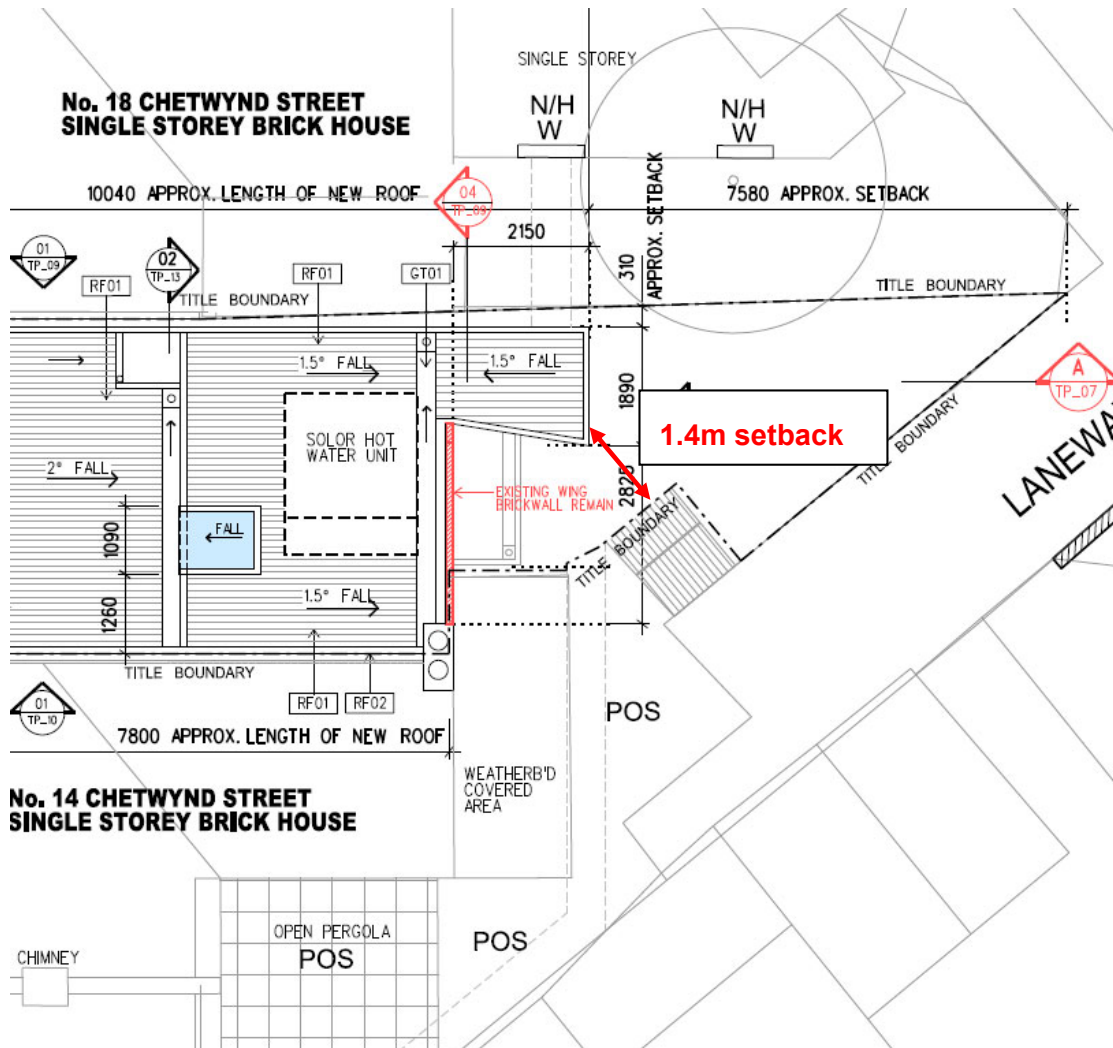 SINGLE STOREY
No. 18 CHETWYND STREET
SINGLE STOREY BRICK HOUSE
N/H
W
N/H
W
10040 APPROX. LENGTH OF NEW ROOF
04
TP_09
7580 APPROX. SETBACK
2150
310
APPROX. SETBACK
01
TP_09
02
TP_13
RF01
RF01
GT01
TITLE BOUNDARY
TITLE BOUNDARY
1.5° FALL
1.5° FALL
1890
A
TP_07
1.4m setback
SOLOR HOT
WATER UNIT
2° FALL
TITLE BOUNDARY
LANEWA
EXISTING WING
BRICKWALL REMAIN
2825
FALL
1090
TITLE BOUNDARY
1.5° FALL
1260
TITLE BOUNDARY
RF01
RF02
01
TP_10
POS
7800 APPROX. LENGTH OF NEW ROOF
WEATHERB'D
COVERED
AREA
No. 14 CHETWYND STREET
SINGLE STOREY BRICK HOUSE
OPEN PERGOLA
POS
POS
CHIMNEY